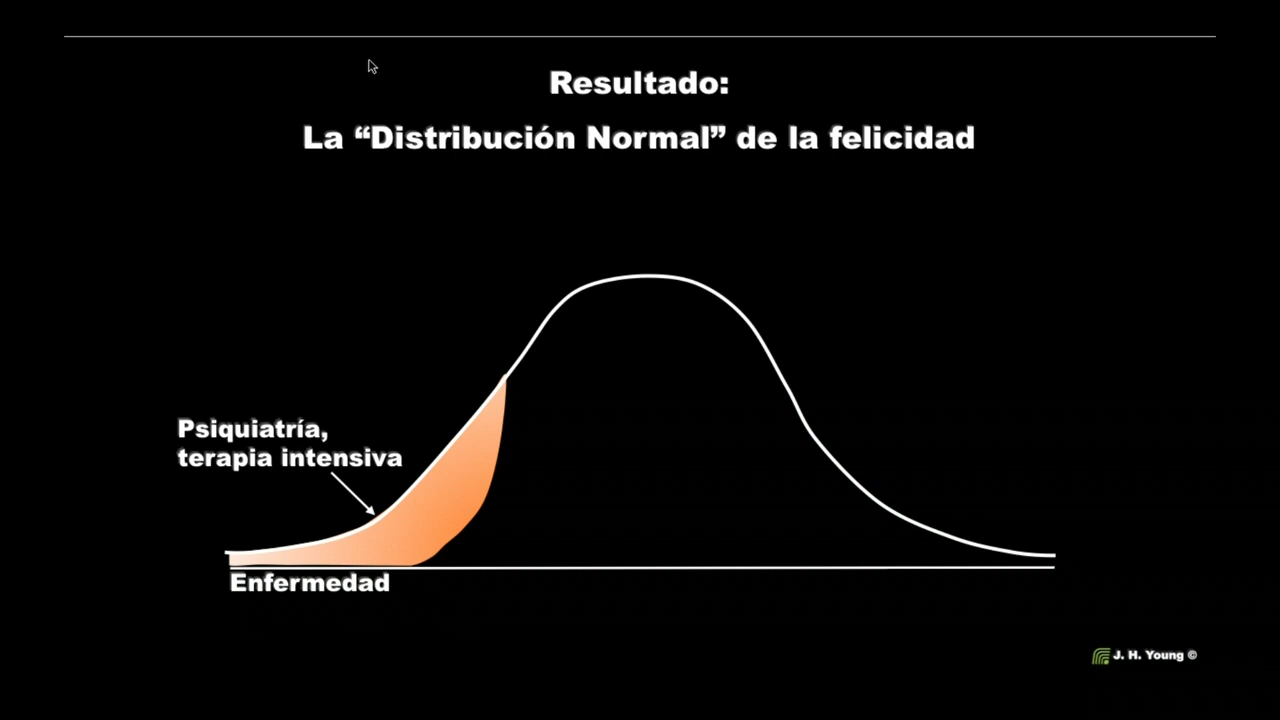 Resultado:
La “Distribución Normal” de la felicidad
Psiquiatría,
terapia intensiva
Enfermedad
J. H. Young ©